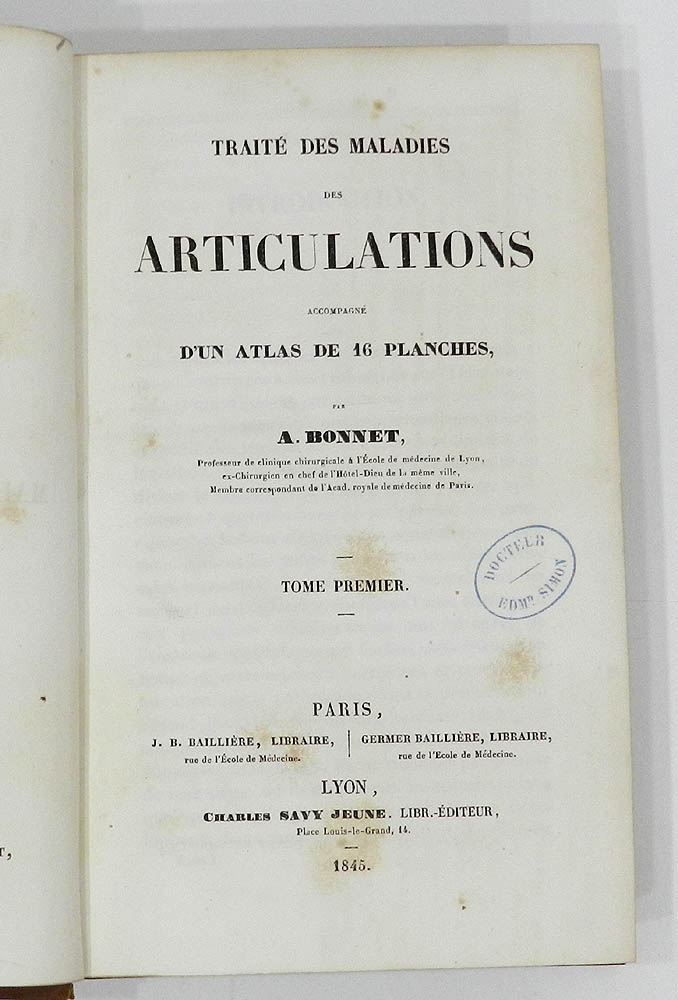 TRAITÉ DES MALADIES
DES
ARTICULATIONS
ACCOMPAGNÉ
D'UN ATLAS DE 16 PLANCHES,
PAR
A. BONNET,
Professeur de clinique chirurgicale à l'École de médecine de Lyon,
ex-Chirurgien en chef de l'Hôtel-Dieu de la même ville,
Membre correspondant de l'Acad. royale de médecine de Paris.
TOME PREMIER.
DOCTEUR
EDMD. SIMON
PARIS,
J. B. BAILLIÈRE, LIBRAIRE,
rue de l'École de Médecine.
GERMER BAILLIÈRE, LIBRAIRE,
rue de l'Ecole de Médecine.
LYON,
CHARLES SAVY JEUNE. LIBR.-ÉDITEUR,
Place Louis-le-Grand, 14.
1845.